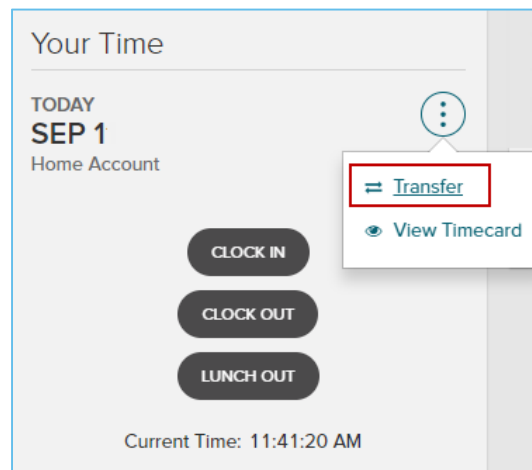 Your Time
TODAY
SEP 1
Home Account
Transfer
View Timecard
CLOCK IN
CLOCK OUT
LUNCH OUT
Current Time: 11:41:20 AM